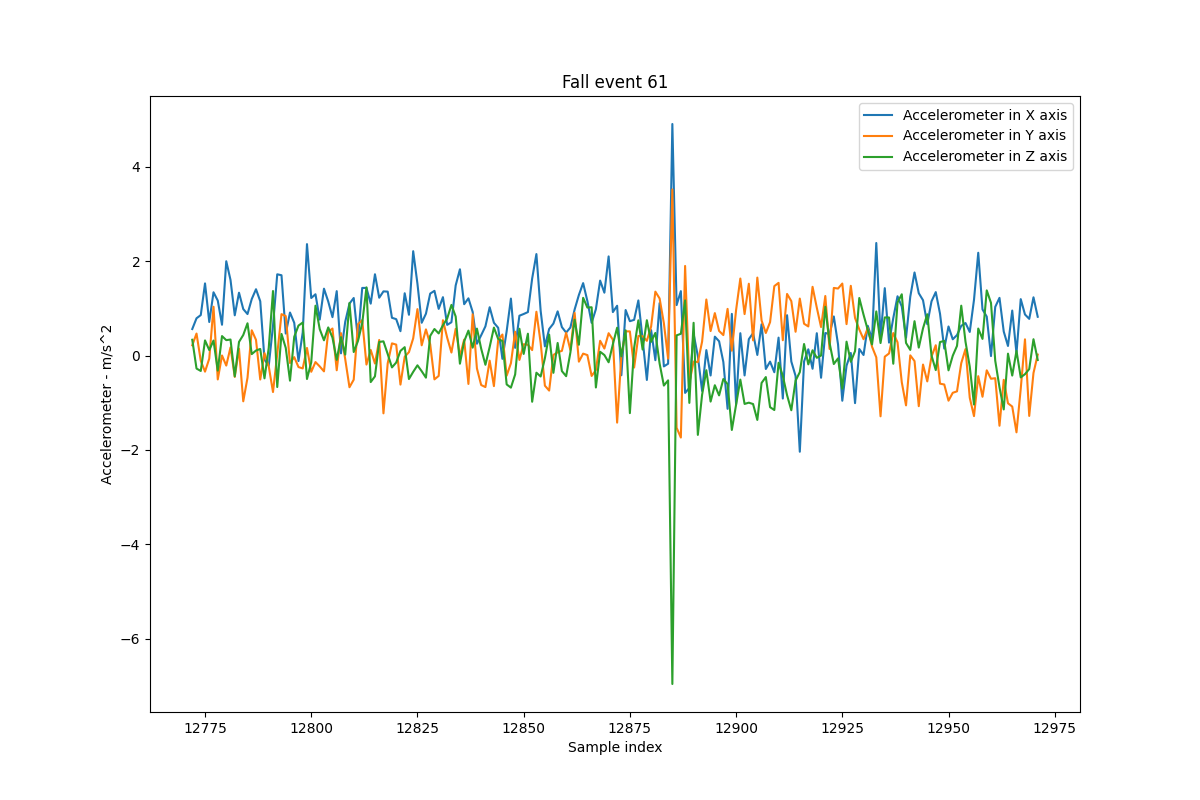 Fall event 61
Accelerometer in X axis
Accelerometer in Y axis
Accelerometer in Z axis
Accelerometer - m/s^2
4
2
0
−2
−4
−6
12775 12800 12825 12850 12875 12900 12925 12950 12975
Sample index